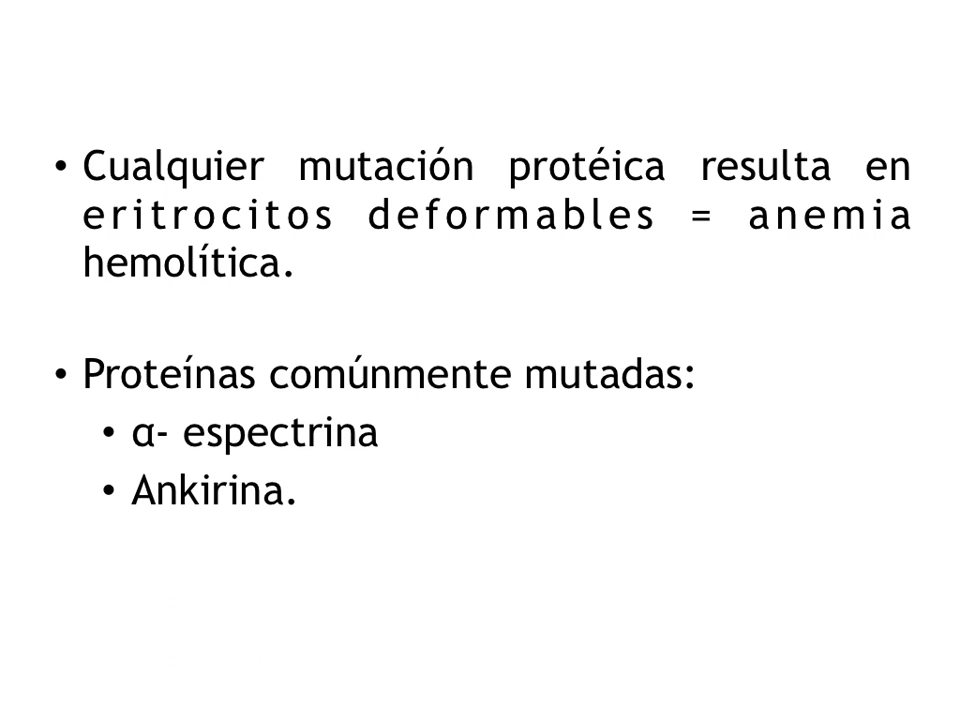 • Cualquier mutación protéica resulta en
eritrocitos deformables = anemia
hemolítica.
• Proteínas comúnmente mutadas:
• α- espectrina
• Ankirina.